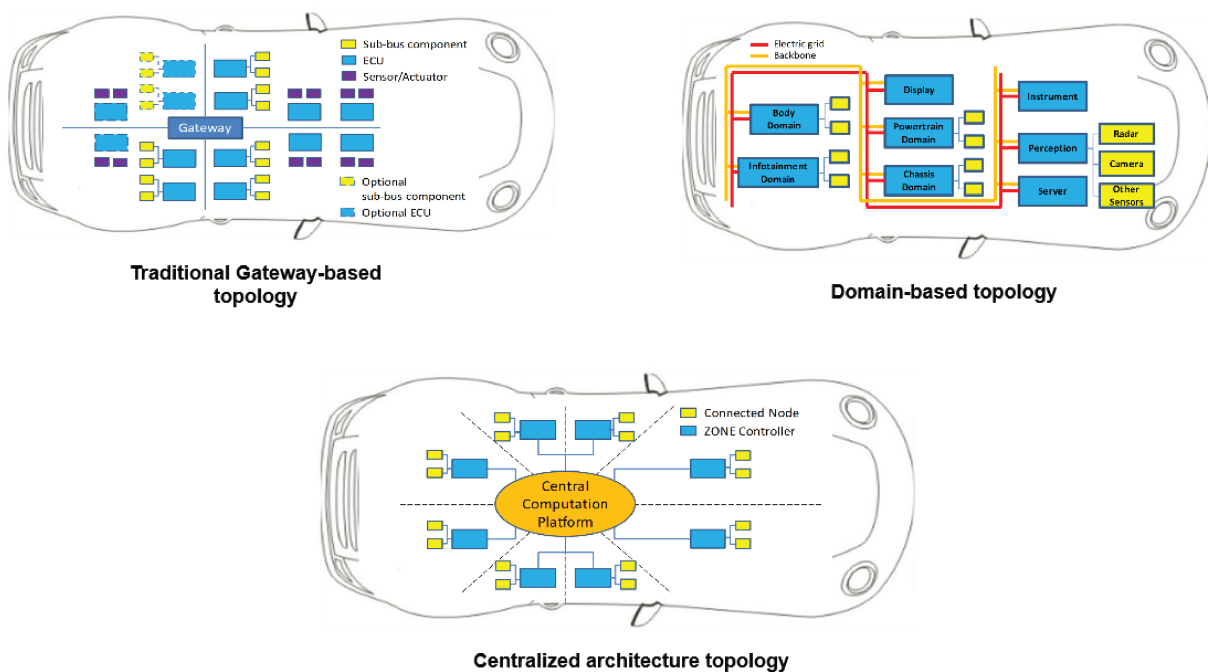 Sub-bus component
ECU
Sensor/Actuator
Gateway
Optional
sub-bus component
Optional ECU
Traditional Gateway-based
topology
Electric grid
Backbone
Display
Instrument
Body
Domain
Powertrain
Domain
Perception
Radar
Camera
Infotainment
Domain
Chassis
Domain
Server
Other
Sensors
Domain-based topology
Connected Node
ZONE Controller
Central
Computation
Platform
Centralized architecture topology